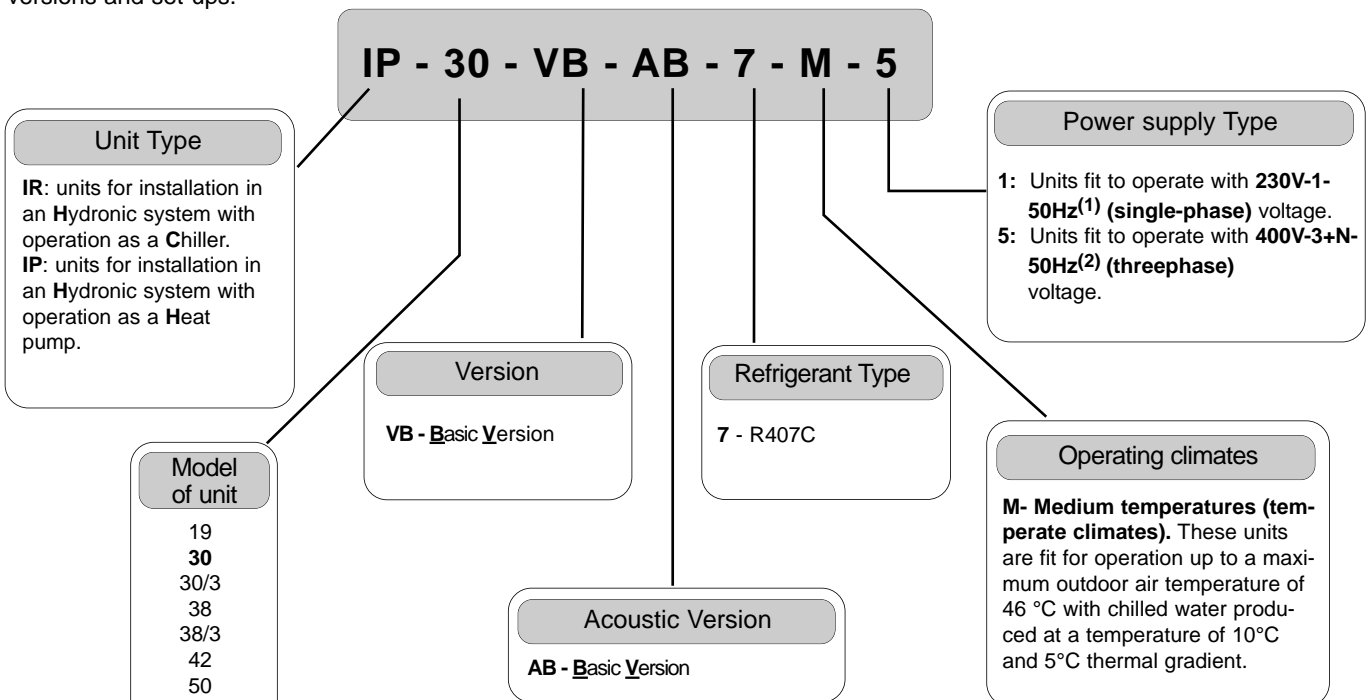 versions and set-ups.
IP - 30 - VB - AB - 7 - M - 5
Unit Type
IR: units for installation in
an Hydronic system with
operation as a Chiller.
IP: units for installation in
an Hydronic system with
operation as a Heat
pump.
Power supply Type
1: Units fit to operate with 230V-1-
50Hz(1) (single-phase) voltage.
5: Units fit to operate with 400V-3+N-
50Hz(2) (threephase)
voltage.
Version
VB - Basic Version
Refrigerant Type
7 - R407C
Model
of unit
19
30
30/3
38
38/3
42
50
Acoustic Version
AB - Basic Version
Operating climates
M- Medium temperatures (tem-
perate climates). These units
are fit for operation up to a maxi-
mum outdoor air temperature of
46 °C with chilled water produ-
ced at a temperature of 10°C
and 5°C thermal gradient.